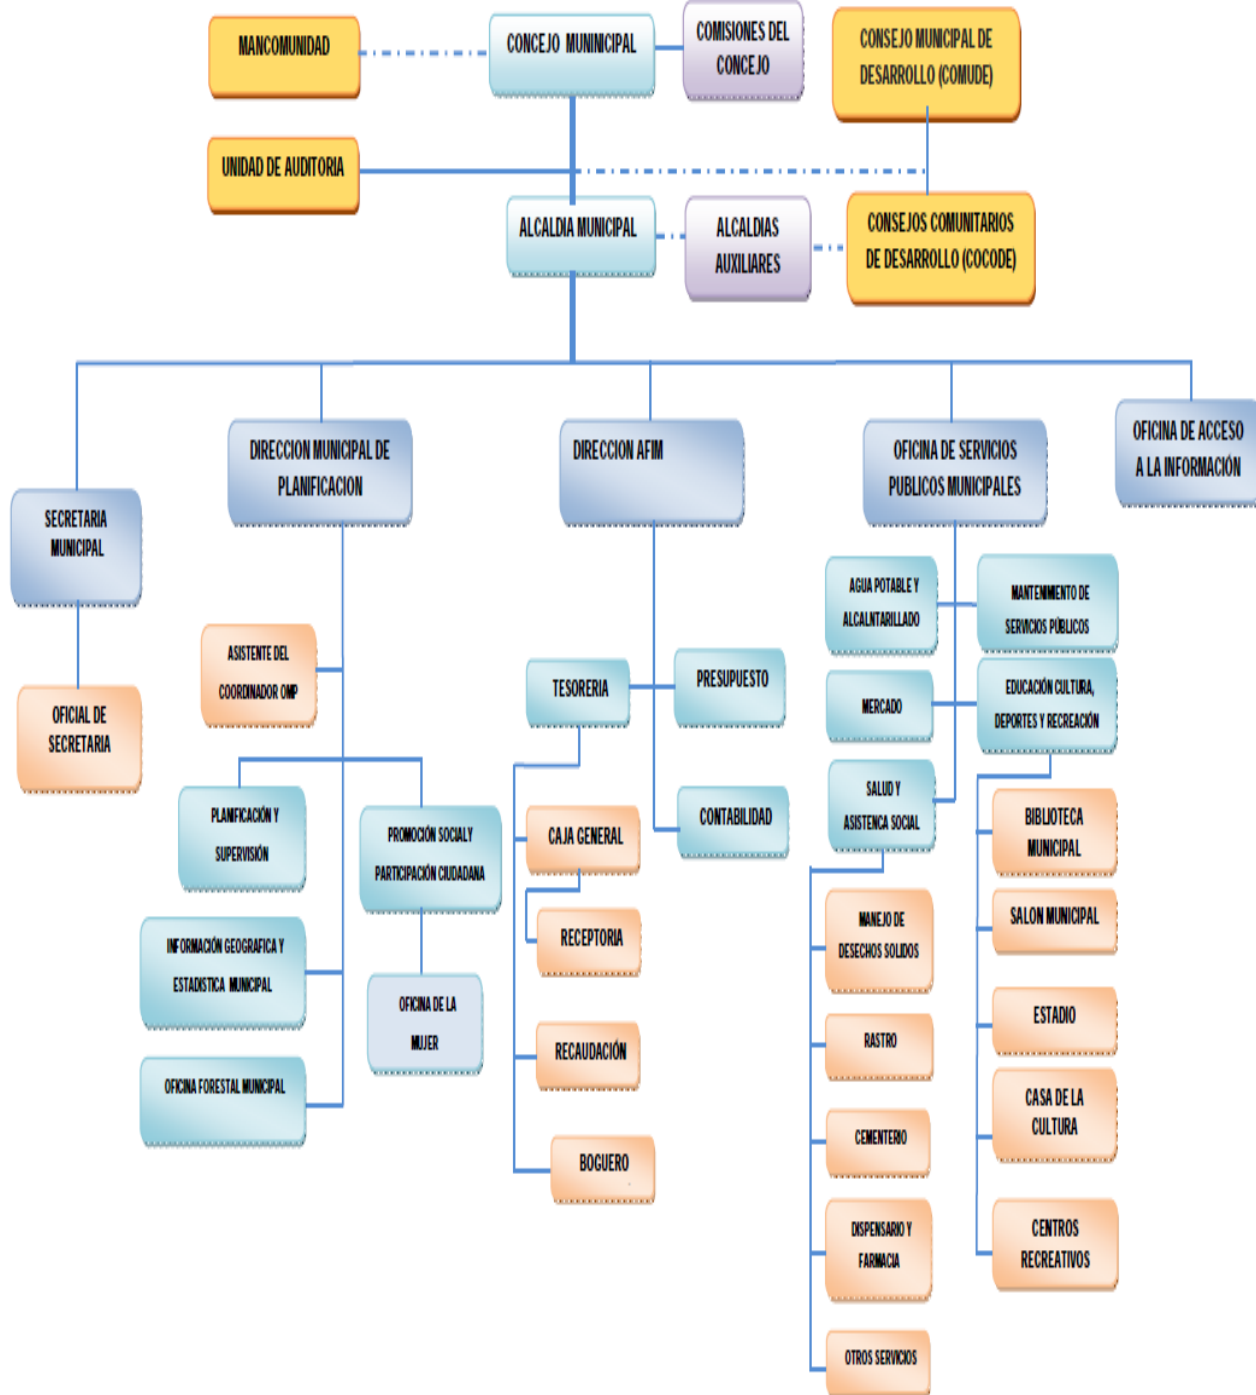 MANCOMUNIDAD
CONCEJO MUNINICIPAL
COMISIONES DEL
CONCEJO
CONSEJO MUNICIPAL DE
DESARROLLO (COMUDE)
UNIDAD DE AUDITORIA
ALCALDIA MUNICIPAL
ALCALDIAS
AUXILIARES
CONSEJOS COMUNITARIOS
DE DESARROLLO (COCODE)
SECRETARIA
MUNICIPAL
DIRECCION MUNICIPAL DE
PLANIFICACION
DIRECCION AFIM
OFICINA DE SERVICIOS
PUBLICOS MUNICIPALES
OFICINA DE ACCESO
A LA INFORMACIÓN
OFICIAL DE
SECRETARIA
ASISTENTE DEL
COORDINADOR OMP
PLANIFICACIÓN Y
SUPERVISIÓN
PROMOCIÓN SOCIAL Y
PARTICIPACIÓN CIUDADANA
INFORMACIÓN GEOGRAFICA Y
ESTADISTICA MUNICIPAL
OFICINA DE LA
MUJER
OFICINA FORESTAL MUNICIPAL
TESORERIA
PRESUPUESTO
CONTABILIDAD
CAJA GENERAL
RECEPTORIA
RECAUDACIÓN
BOGUERO
AGUA POTABLE Y
ALCALNTARILLADO
MANTENIMIENTO DE
SERVICIOS PÚBLICOS
MERCADO
EDUCACIÓN CULTURA,
DEPORTES Y RECREACIÓN
SALUD Y
ASISTENCA SOCIAL
MANEJO DE
DESECHOS SOLIDOS
RASTRO
CEMENTERIO
DISPENSARIO Y
FARMACIA
OTROS SERVICIOS
BIBLIOTECA
MUNICIPAL
SALON MUNICIPAL
ESTADIO
CASA DE LA
CULTURA
CENTROS
RECREATIVOS